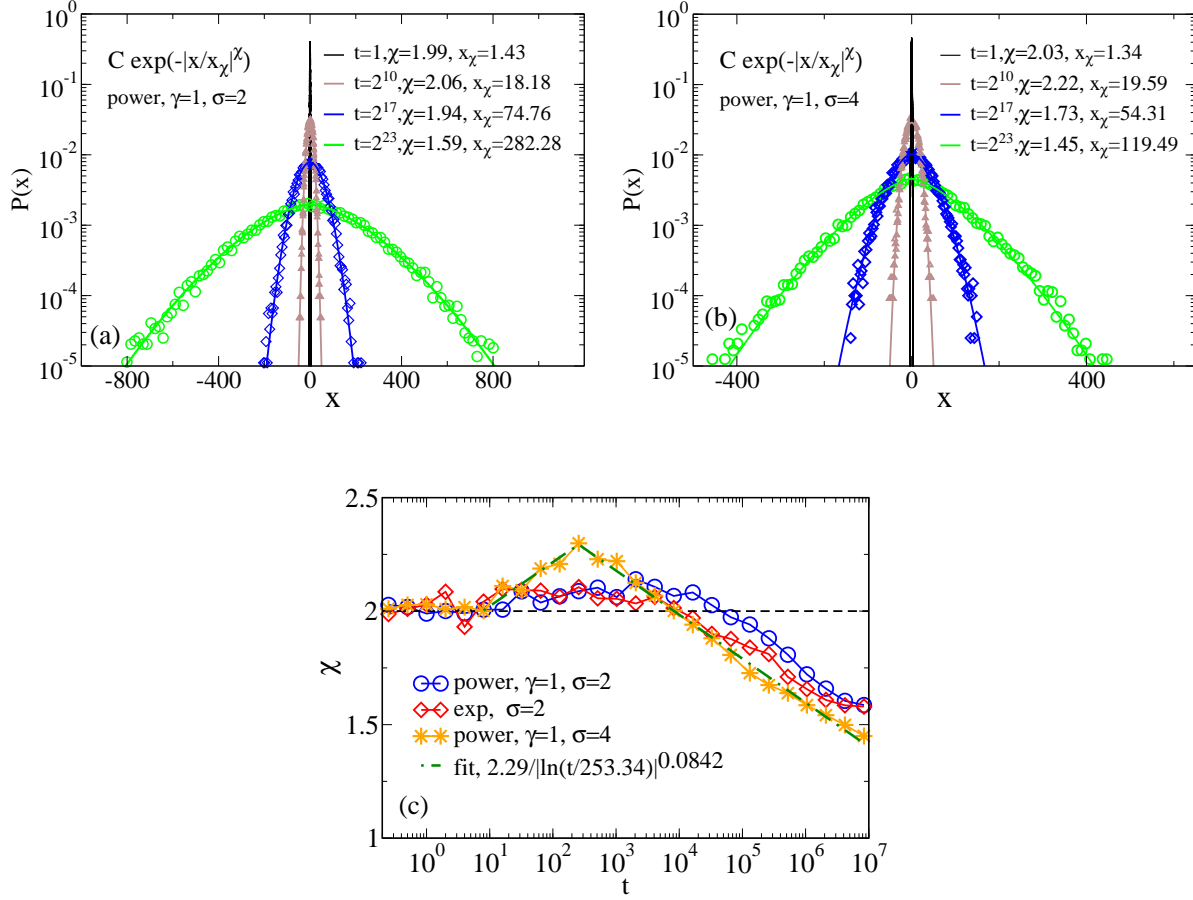 C exp(-|x/x_χ|^χ)
power, γ=1, σ=2
t=1,χ=1.99, x_χ=1.43
t=2^10,χ=2.06, x_χ=18.18
t=2^17,χ=1.94, x_χ=74.76
t=2^23,χ=1.59, x_χ=282.28
P(x)
10^0
10^-1
10^-2
10^-3
10^-4
10^-5
(a)
-800 -400 0 400 800
x
C exp(-|x/x_χ|^χ)
power, γ=1, σ=4
t=1,χ=2.03, x_χ=1.34
t=2^10,χ=2.22, x_χ=19.59
t=2^17,χ=1.73, x_χ=54.31
t=2^23,χ=1.45, x_χ=119.49
P(x)
10^0
10^-1
10^-2
10^-3
10^-4
10^-5
(b)
-400 0 400
x
χ
2.5
2
1.5
1
power, γ=1, σ=2
exp, σ=2
power, γ=1, σ=4
fit, 2.29/|ln(t/253.34)|^0.0842
(c)
10^0 10^1 10^2 10^3 10^4 10^5 10^6 10^7
t